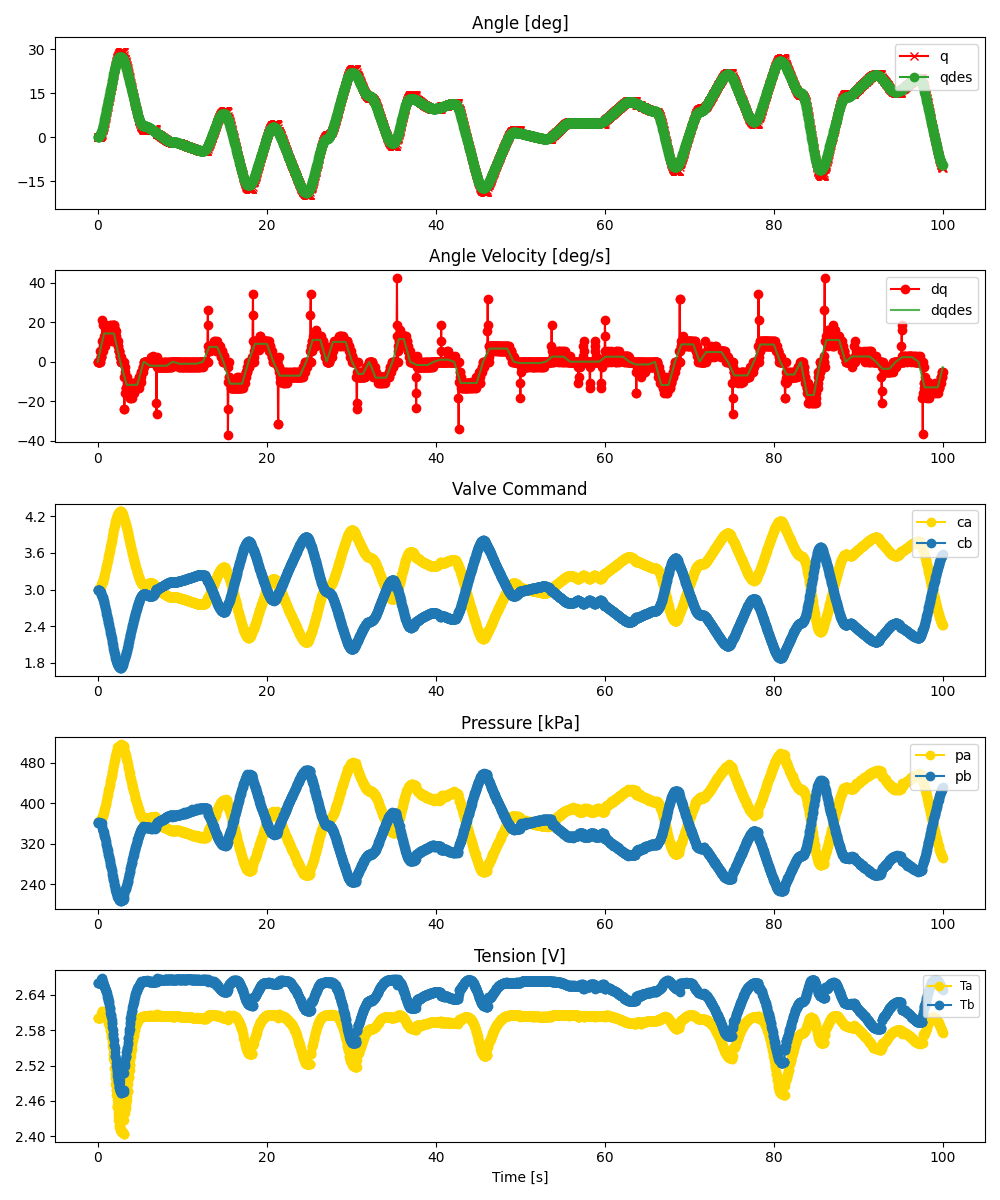 Angle [deg]
30
15
0
−15
q
qdes
0 20 40 60 80 100
Angle Velocity [deg/s]
40
20
0
−20
−40
dq
dqdes
0 20 40 60 80 100
Valve Command
4.2
3.6
3.0
2.4
1.8
ca
cb
0 20 40 60 80 100
Pressure [kPa]
480
400
320
240
pa
pb
0 20 40 60 80 100
Tension [V]
2.64
2.58
2.52
2.46
2.40
Ta
Tb
0 20 40 60 80 100
Time [s]